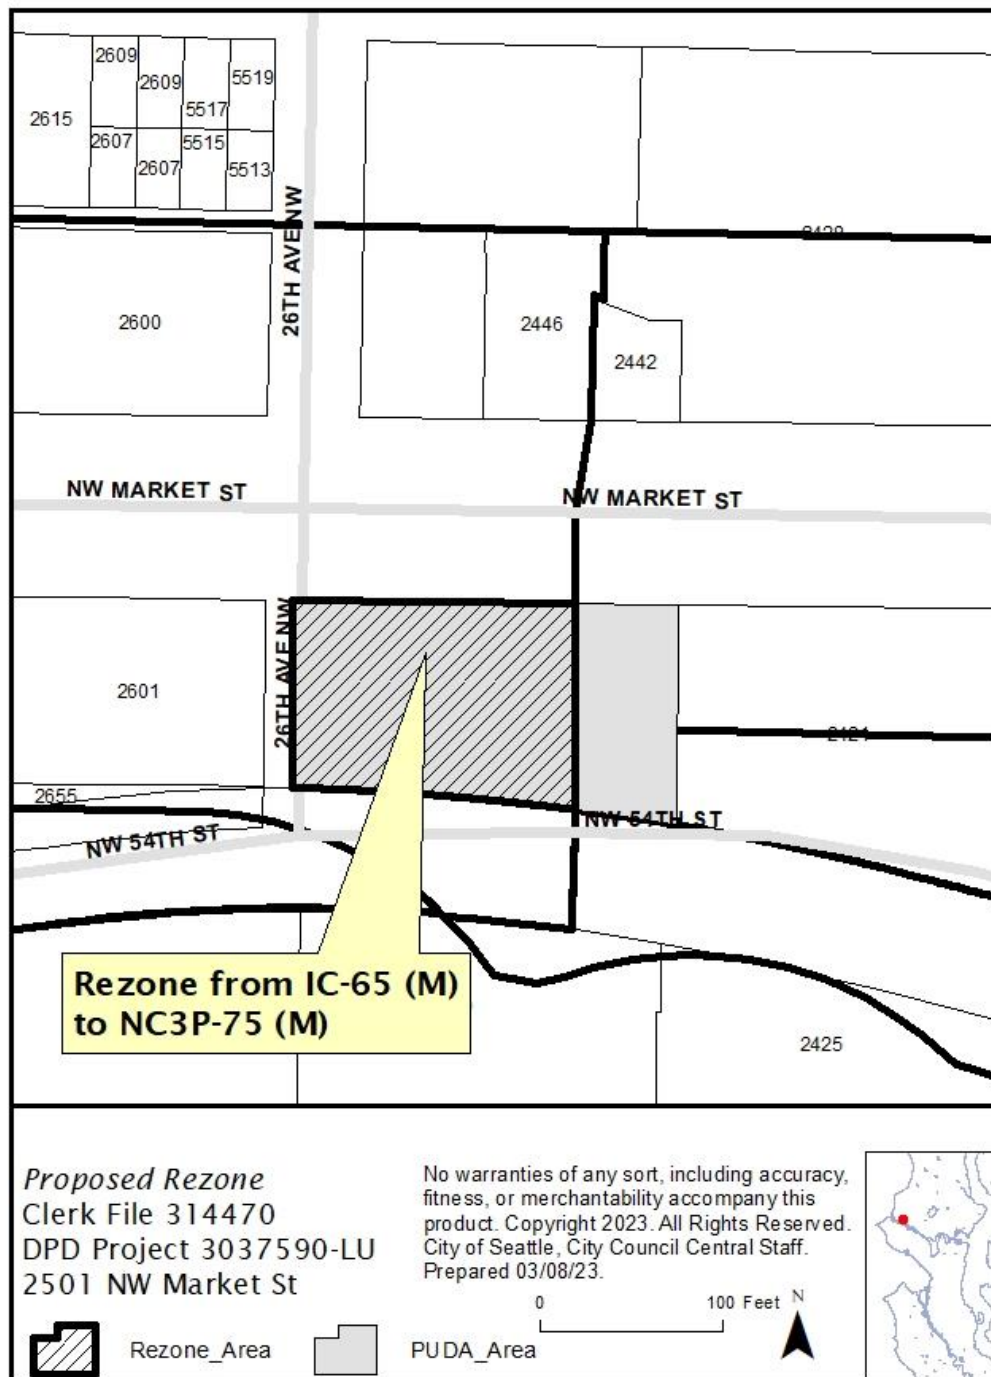 2609
2609
5519
5517
2615
2607
5515
2607
5513
26TH AVE NW
2600
2446
2442
NW MARKET ST
NW MARKET ST
26TH AVE NW
2601
2655
NW 54TH ST
NW 54TH ST
Rezone from IC-65 (M)
to NC3P-75 (M)
2425
Proposed Rezone
Clerk File 314470
DPD Project 3037590-LU
2501 NW Market St
No warranties of any sort, including accuracy,
fitness, or merchantability accompany this
product. Copyright 2023. All Rights Reserved.
City of Seattle, City Council Central Staff.
Prepared 03/08/23.
0
100 Feet
N
Rezone_Area
PUDA_Area